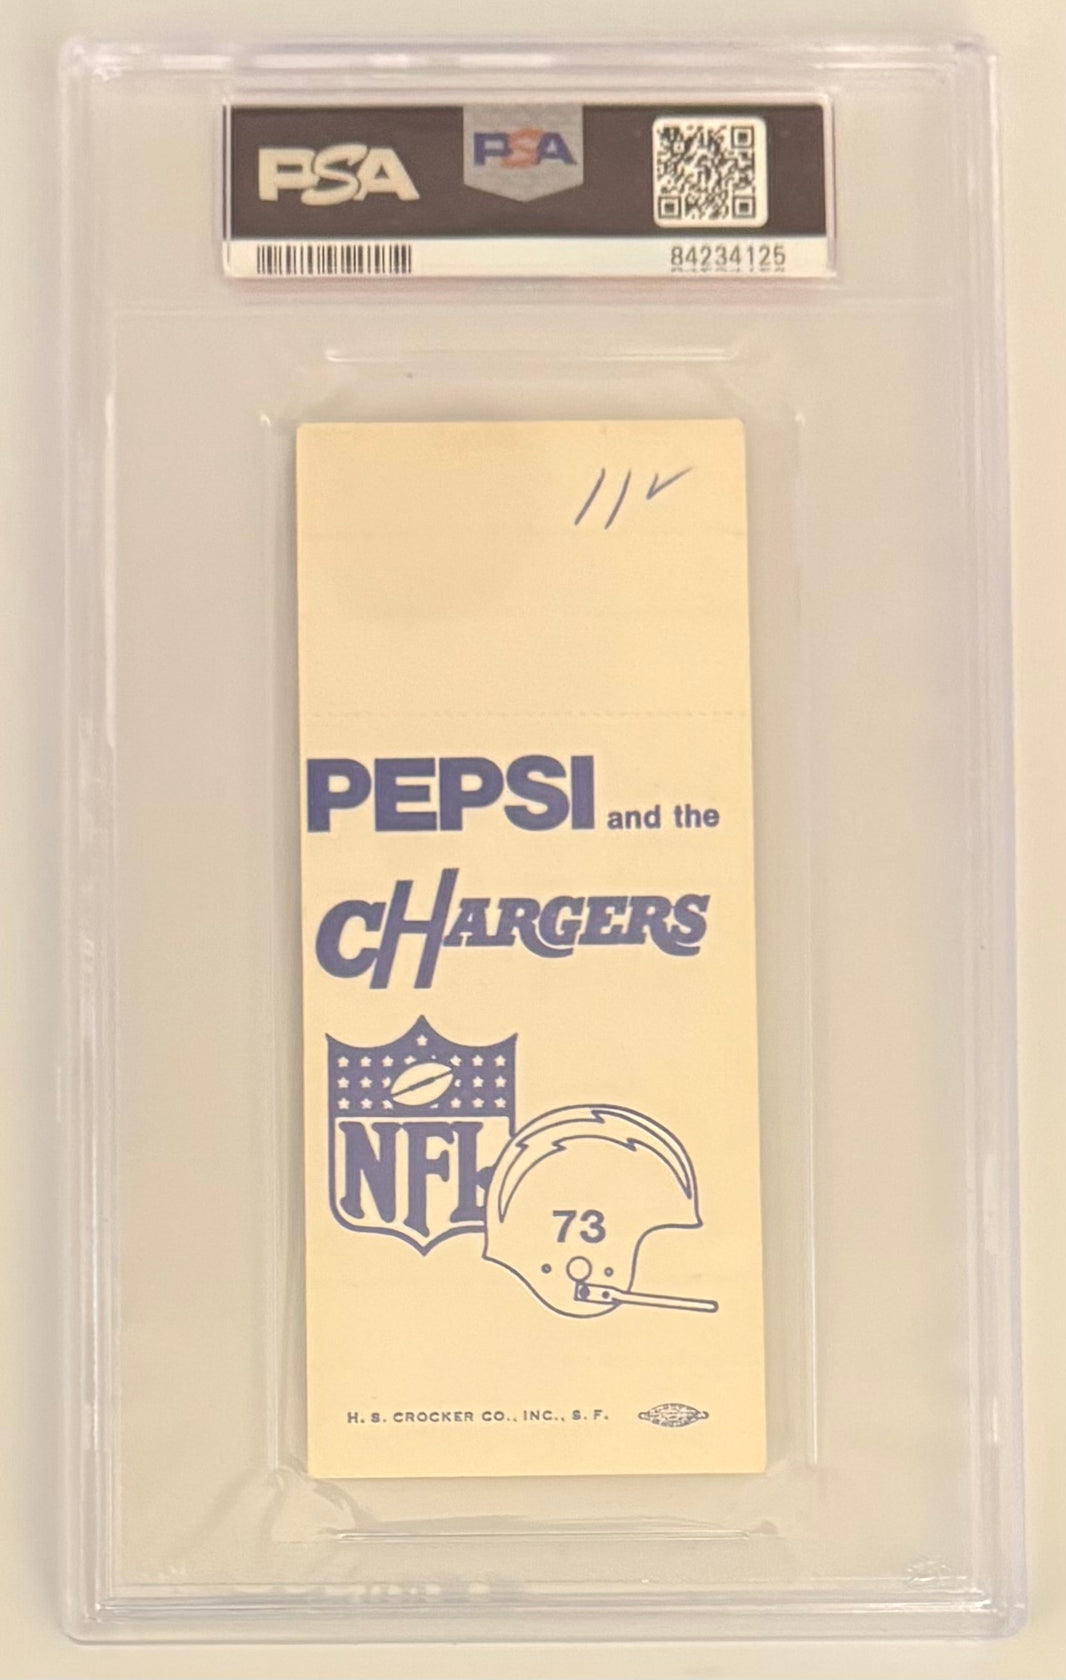 PSA
PSA
84234125
11✓
PEPSI and the
CHARGERS
NFL
73
H. S. CROCKER CO., INC., S. F.